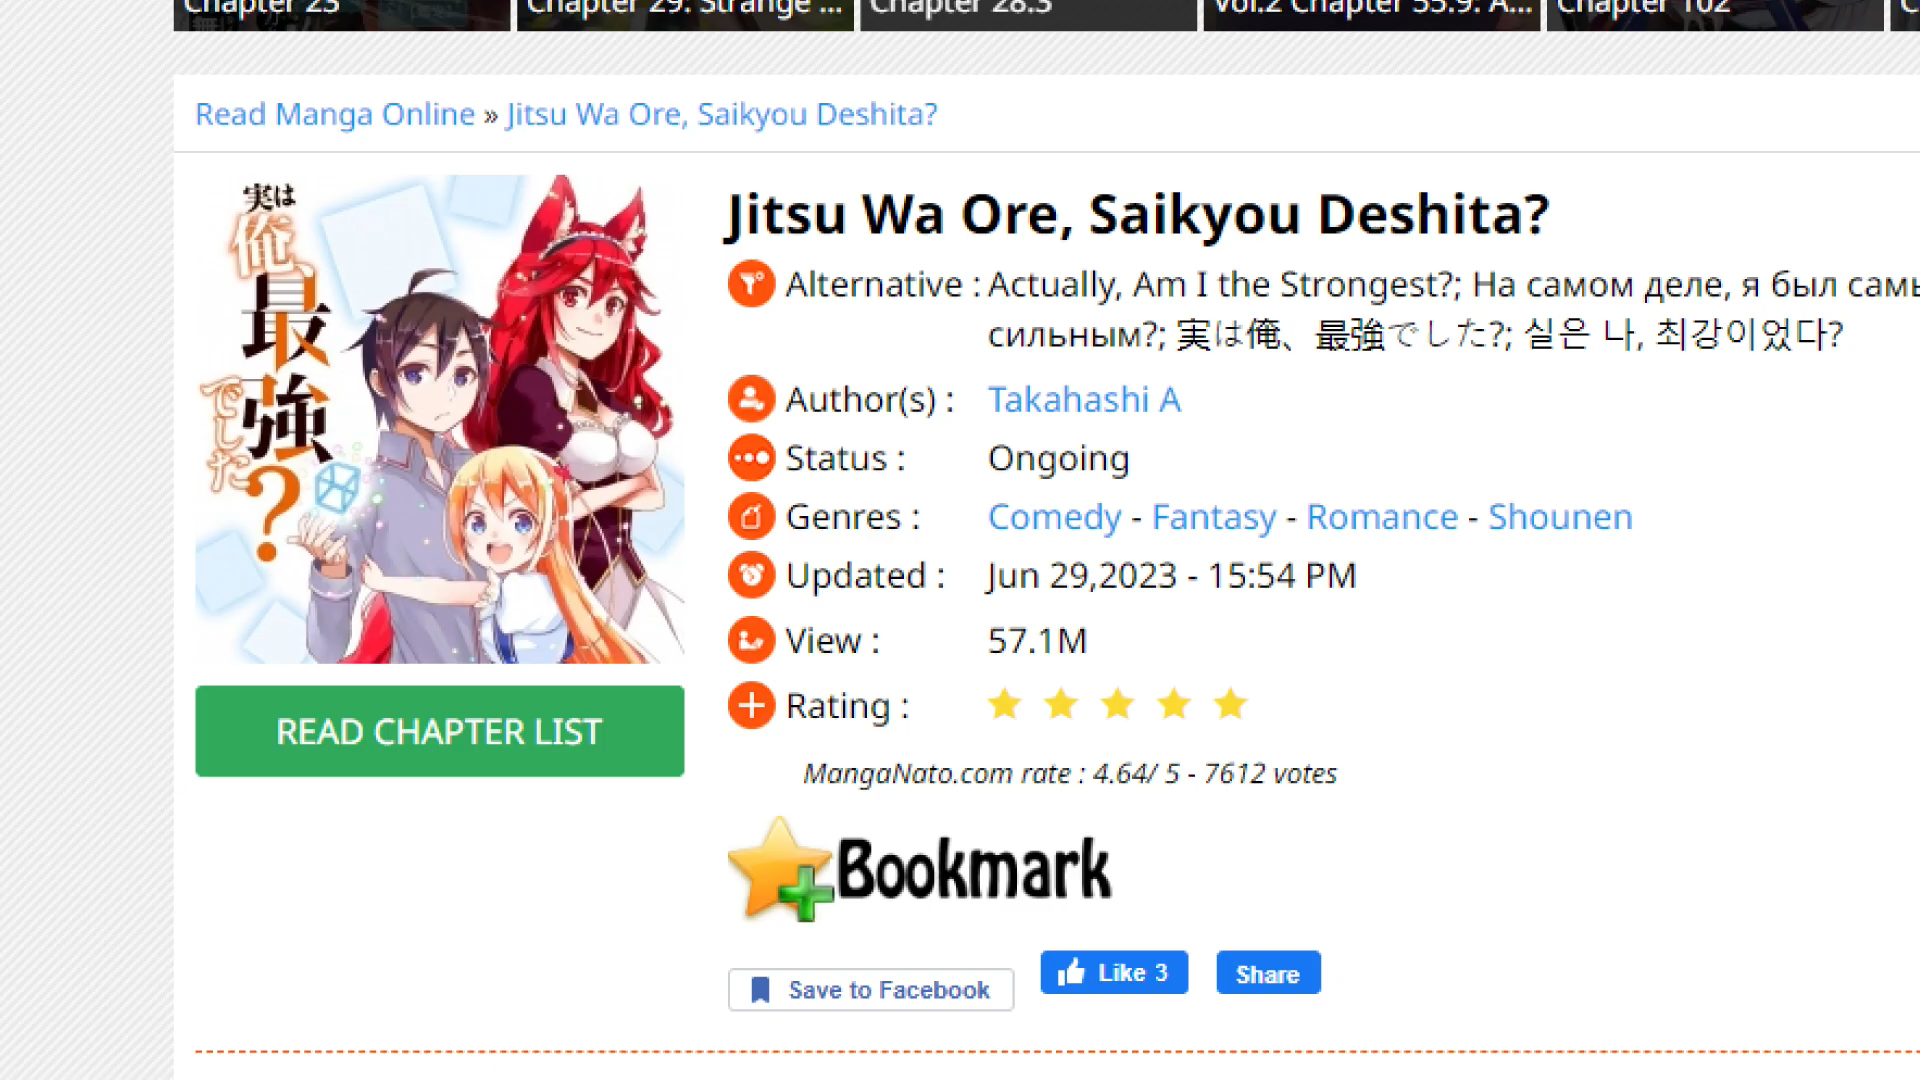 Chapter 23
Chapter 29: Strange ...
Chapter 28.3
Vol.2 Chapter 55.9: A...
Chapter 102
C
Read Manga Online » Jitsu Wa Ore, Saikyou Deshita?
実は
俺、
最強
でした
?
Jitsu Wa Ore, Saikyou Deshita?
Alternative : Actually, Am I the Strongest?; На самом деле, я был самы
сильным?; 実は俺、最強でした?; 실은 나, 최강이었다?
Author(s) : Takahashi A
Status : Ongoing
Genres : Comedy - Fantasy - Romance - Shounen
Updated : Jun 29,2023 - 15:54 PM
View : 57.1M
Rating :
READ CHAPTER LIST
MangaNato.com rate : 4.64/ 5 - 7612 votes
Bookmark
Save to Facebook
Like 3
Share